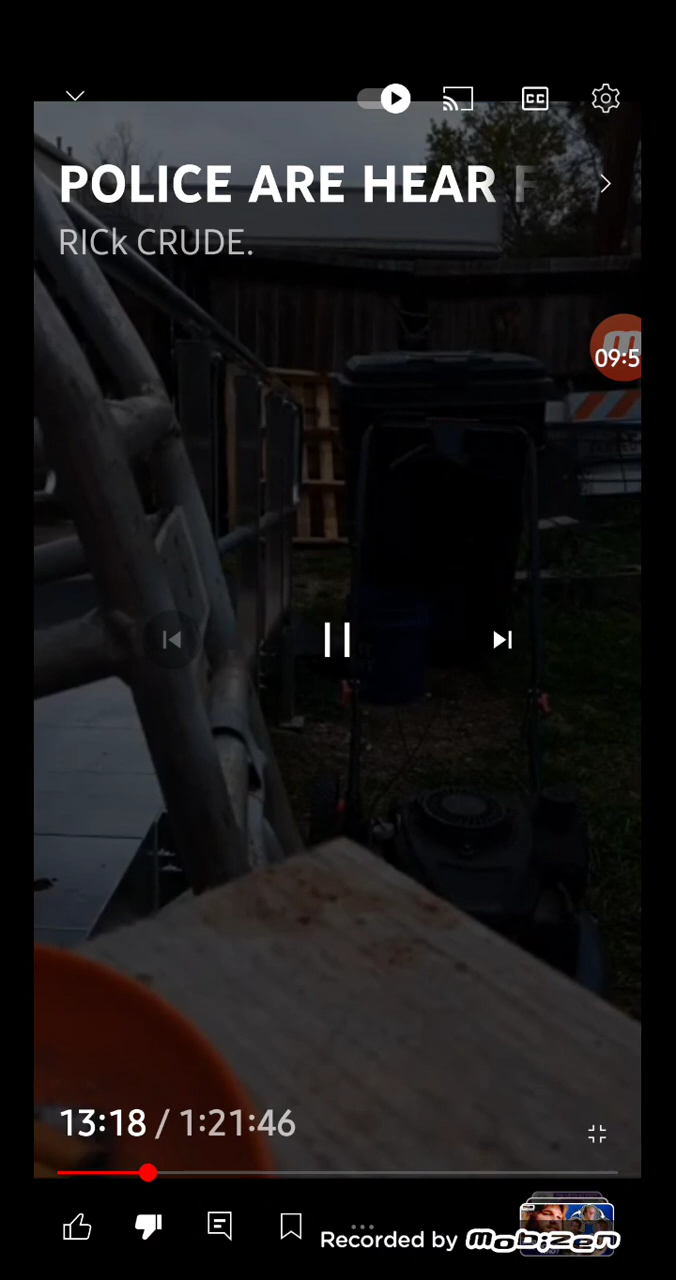 POLICE ARE HEAR F
RICk CRUDE.
09:5
13:18 / 1:21:46
Recorded by mobizen